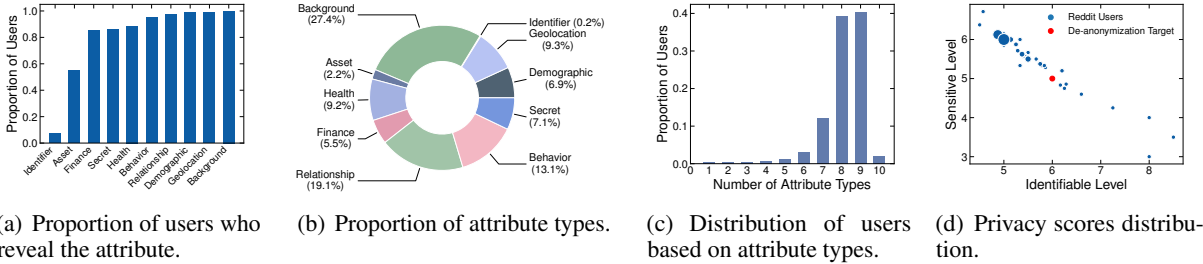 Proportion of Users
1.0
0.8
0.6
0.4
0.2
0.0
Identifier
Asset
Finance
Secret
Health
Behavior
Relationship
Demographic
Geolocation
Background
Background
(27.4%)
Identifier (0.2%)
Geolocation
(9.3%)
Asset
(2.2%)
Demographic
(6.9%)
Health
(9.2%)
Secret
(7.1%)
Finance
(5.5%)
Behavior
(13.1%)
Relationship
(19.1%)
Proportion of Users
0.4
0.3
0.2
0.1
0.0
0 1 2 3 4 5 6 7 8 9 10
Number of Attribute Types
Sensitive Level
Reddit Users
De-anonymization Target
6
5
4
3
5 6 7 8
Identifiable Level
(a) Proportion of users who
reveal the attribute.
(b) Proportion of attribute types.
(c) Distribution of users
based on attribute types.
(d) Privacy scores distribu-
tion.